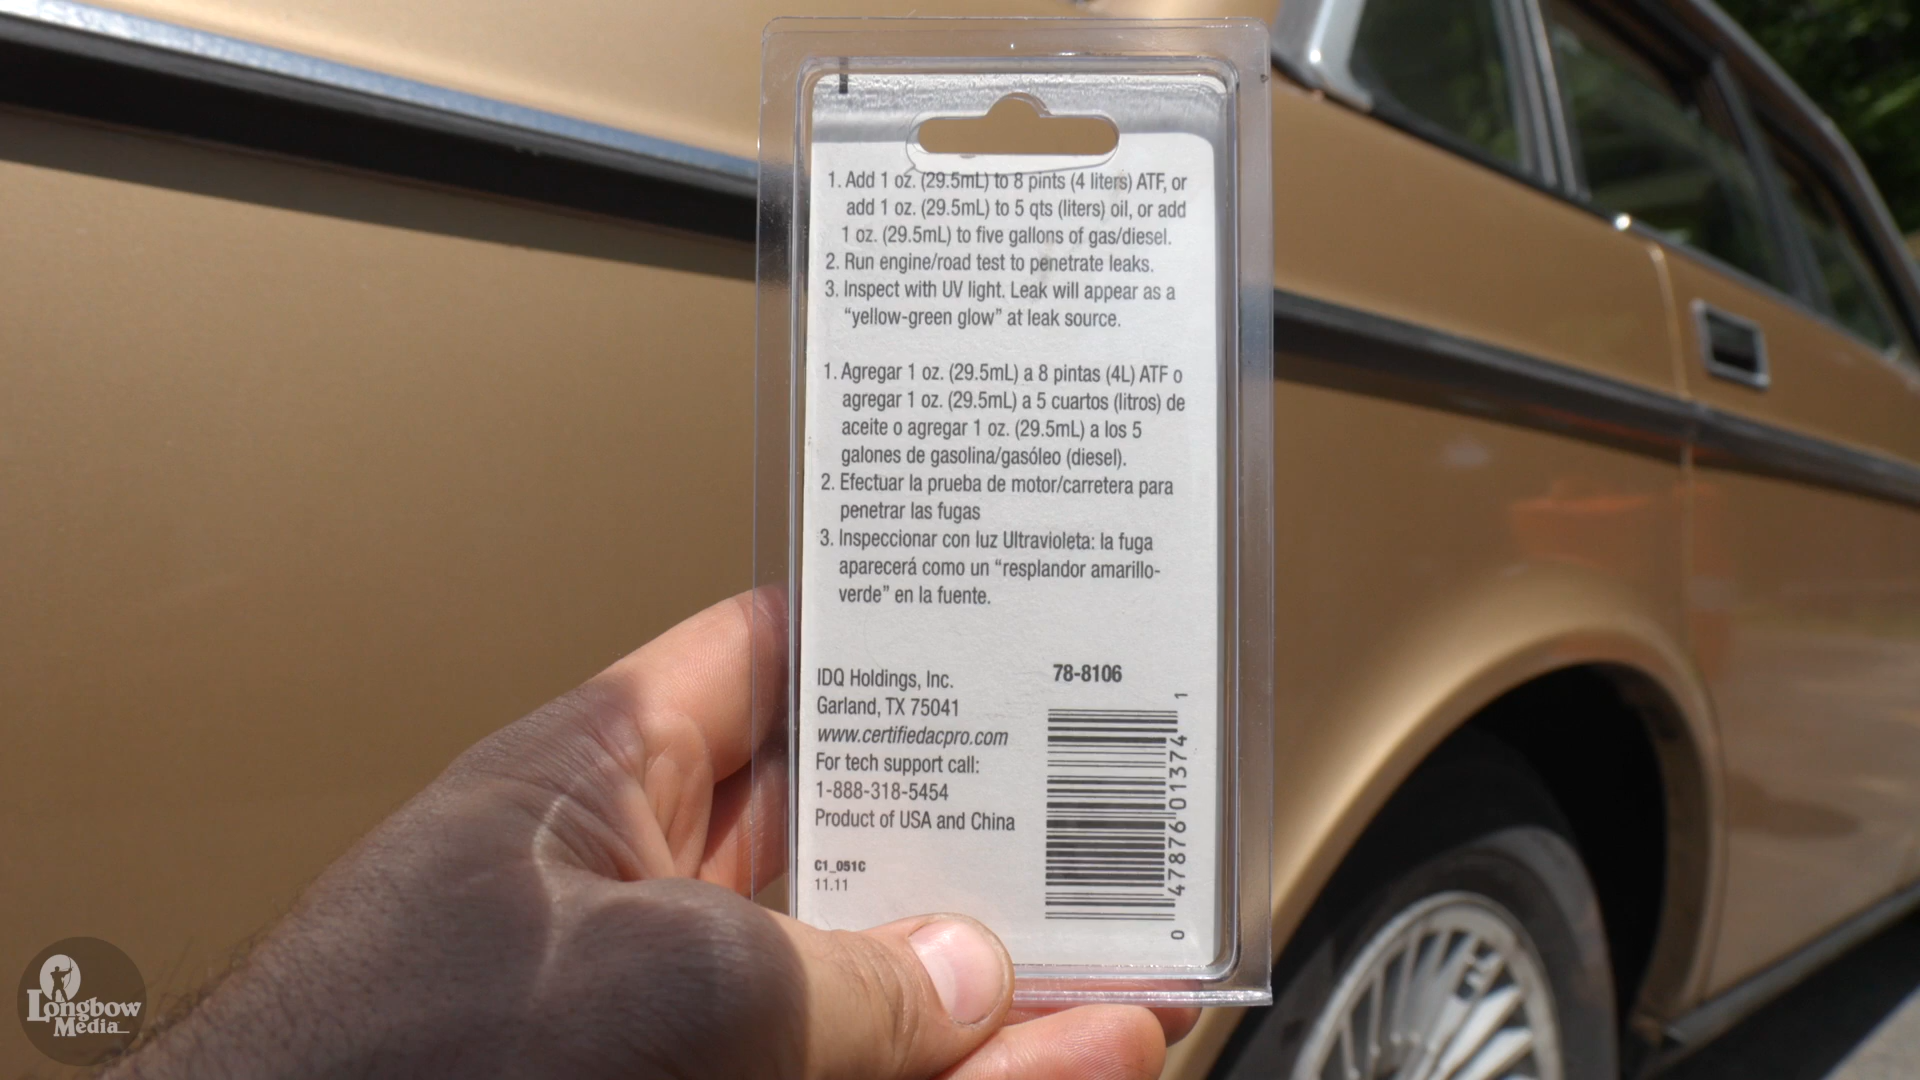 1. Add 1 oz. (29.5mL) to 8 pints (4 liters) ATF, or
add 1 oz. (29.5mL) to 5 qts (liters) oil, or add
1 oz. (29.5mL) to five gallons of gas/diesel.
2. Run engine/road test to penetrate leaks.
3. Inspect with UV light. Leak will appear as a
“yellow-green glow” at leak source.
1. Agregar 1 oz. (29.5mL) a 8 pintas (4L) ATF o
agregar 1 oz. (29.5mL) a 5 cuartos (litros) de
aceite o agregar 1 oz. (29.5mL) a los 5
galones de gasolina/gasóleo (diesel).
2. Efectuar la prueba de motor/carretera para
penetrar las fugas
3. Inspeccionar con luz Ultravioleta: la fuga
aparecerá como un “resplandor amarillo-
verde” en la fuente.
IDQ Holdings, Inc.
Garland, TX 75041
www.certifiedacpro.com
For tech support call:
1-888-318-5454
Product of USA and China
C1_051C
11.11
78-8106
0 47876 01374 1
Longbow
Media